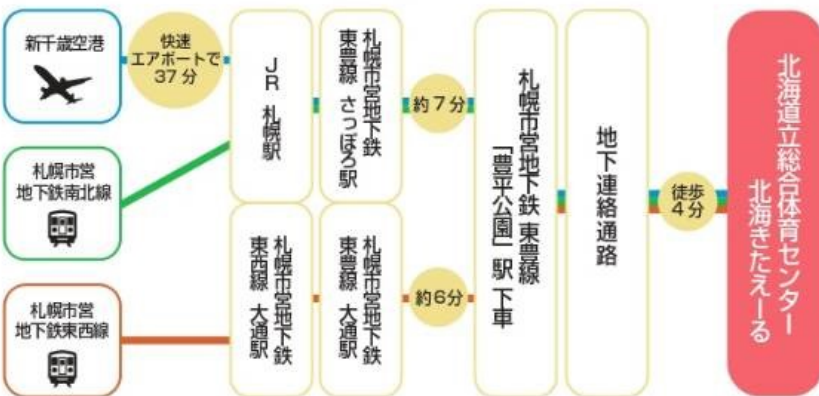 新千歳空港
快速
エアポートで
37分
札幌市営
地下鉄南北線
札幌市営
地下鉄東西線
JR 札幌駅
札幌市営地下鉄
東豊線 さっぽろ駅
札幌市営地下鉄
東西線 大通駅
札幌市営地下鉄
東豊線 大通駅
約7分
約6分
札幌市営地下鉄 東豊線
「豊平公園」駅 下車
地下連絡通路
徒歩
4分
北海道立総合体育センター
北海きたえーる